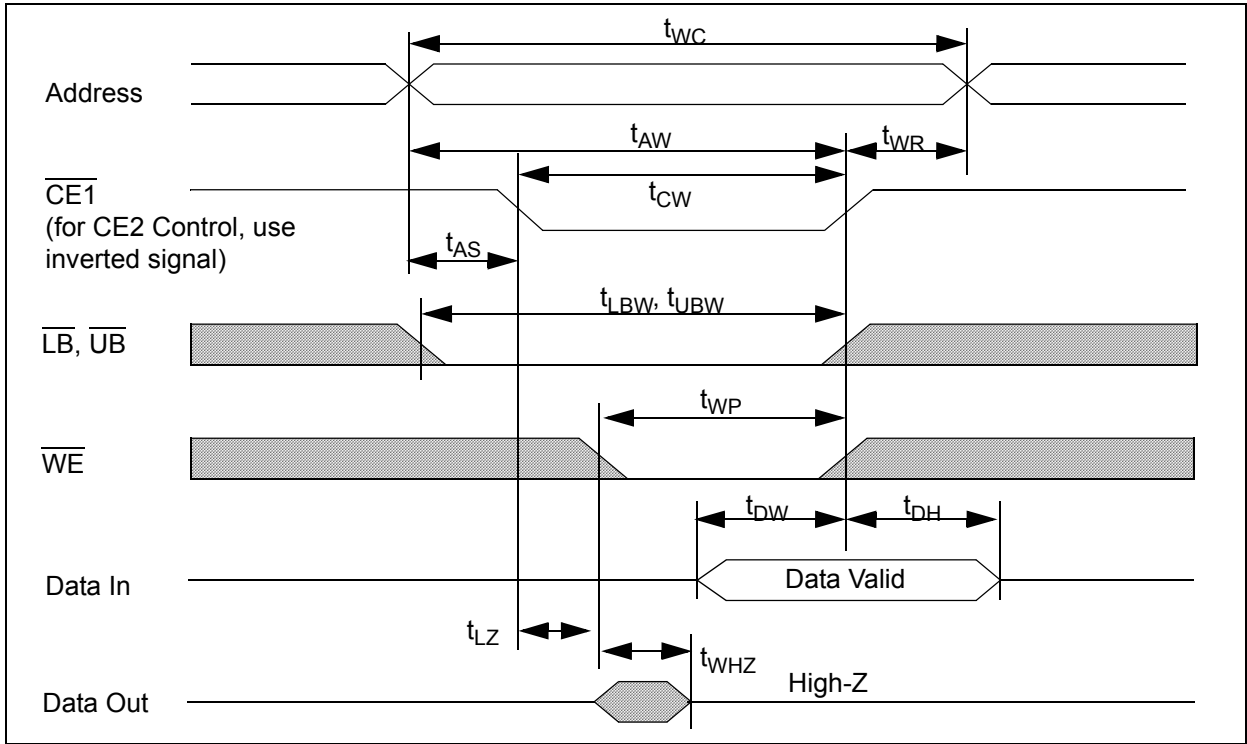 tWC
Address
tAW
tWR
CE1
(for CE2 Control, use
inverted signal)
tCW
tAS
tLBW, tUBW
LB, UB
tWP
WE
tDW
tDH
Data In
Data Valid
tLZ
tWHZ
Data Out
High-Z